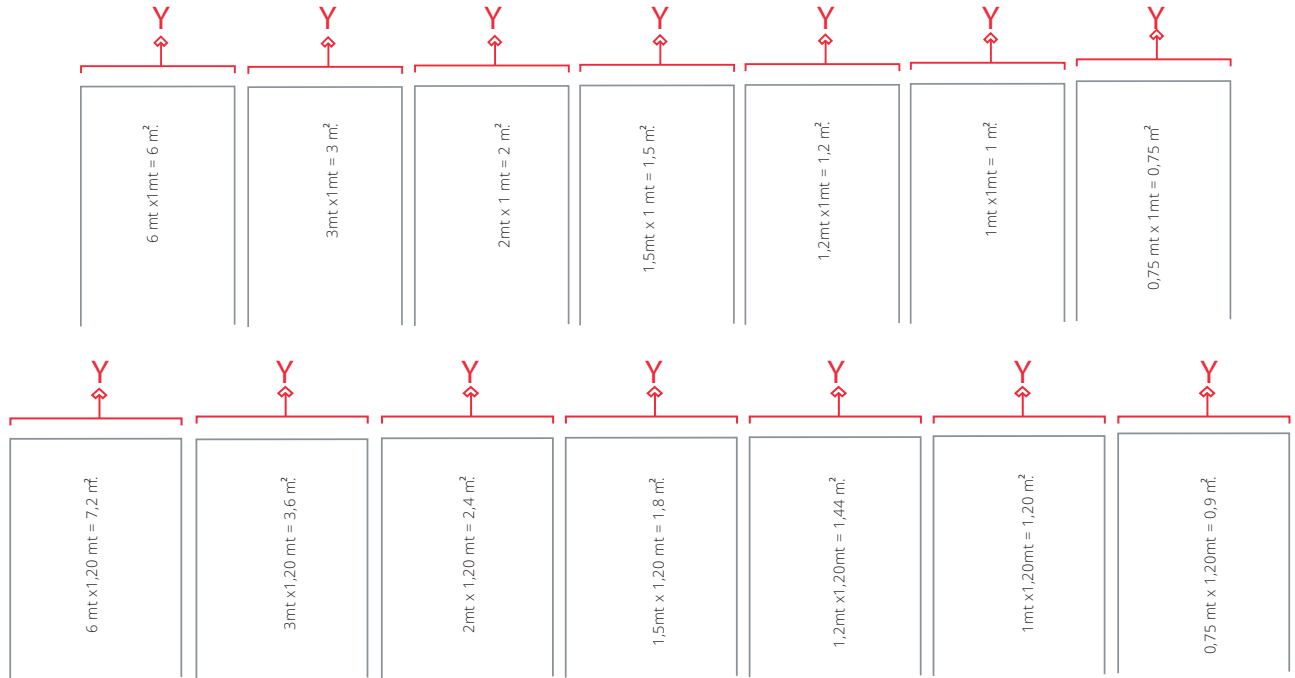 Y
Y
Y
Y
Y
Y
Y
6 mt x1mt = 6 m².
3mt x1mt = 3 m².
2mt x 1 mt = 2 m².
1,5mt x 1 mt = 1,5 m².
1,2mt x1mt = 1,2 m².
1mt x1mt = 1 m².
0,75 mt x 1mt = 0,75 m²
Y
Y
Y
Y
Y
Y
Y
6 mt x1,20 mt = 7,2 m².
3mt x1,20 mt = 3,6 m².
2mt x 1,20 mt = 2,4 m².
1,5mt x 1,20 mt = 1,8 m².
1,2mt x1,20mt = 1,44 m².
1mt x1,20mt = 1,20 m².
0,75 mt x 1,20mt = 0,9 m².